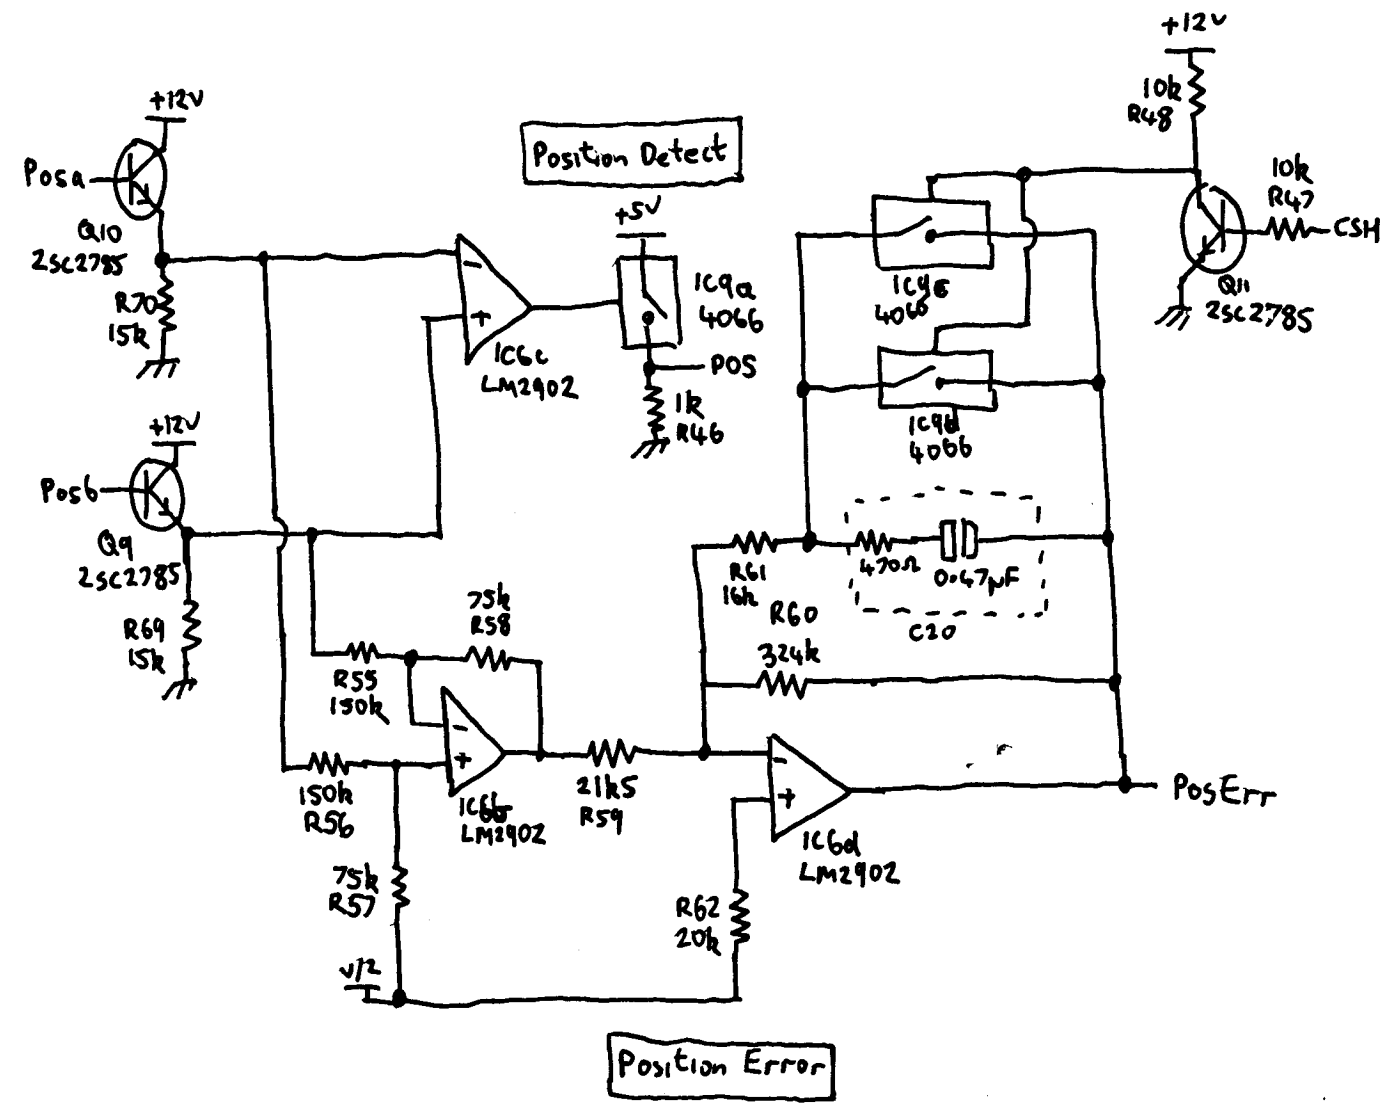 +12v
10k
R48
10k
R47
CSH
Q11
2SC2785
+12v
Posa
Q10
2SC2785
R70
15k
Position Detect
+5v
IC9a
4066
-
+
IC6c
LM2902
POS
1k
R46
4066
4066
+12v
Posb
Q9
2SC2785
R69
15k
R61
16k
470Ω
0.47µF
C20
R60
324k
75k
R58
R55
150k
-
+
IC6b
LM2902
150k
R56
21k5
R59
-
+
IC6d
LM2902
PosErr
75k
R57
R62
20k
v/2
Position Error